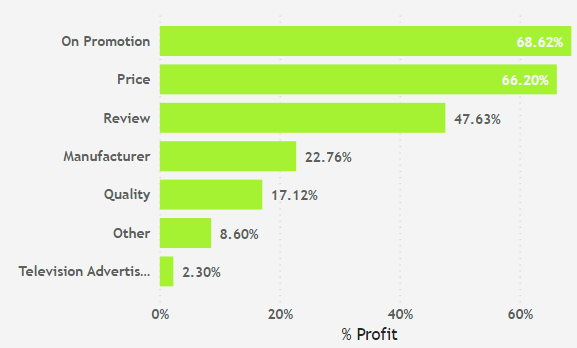 On Promotion 68.62%
Price 66.20%
Review 47.63%
Manufacturer 22.76%
Quality 17.12%
Other 8.60%
Television Advertis... 2.30%
0% 20% 40% 60%
% Profit